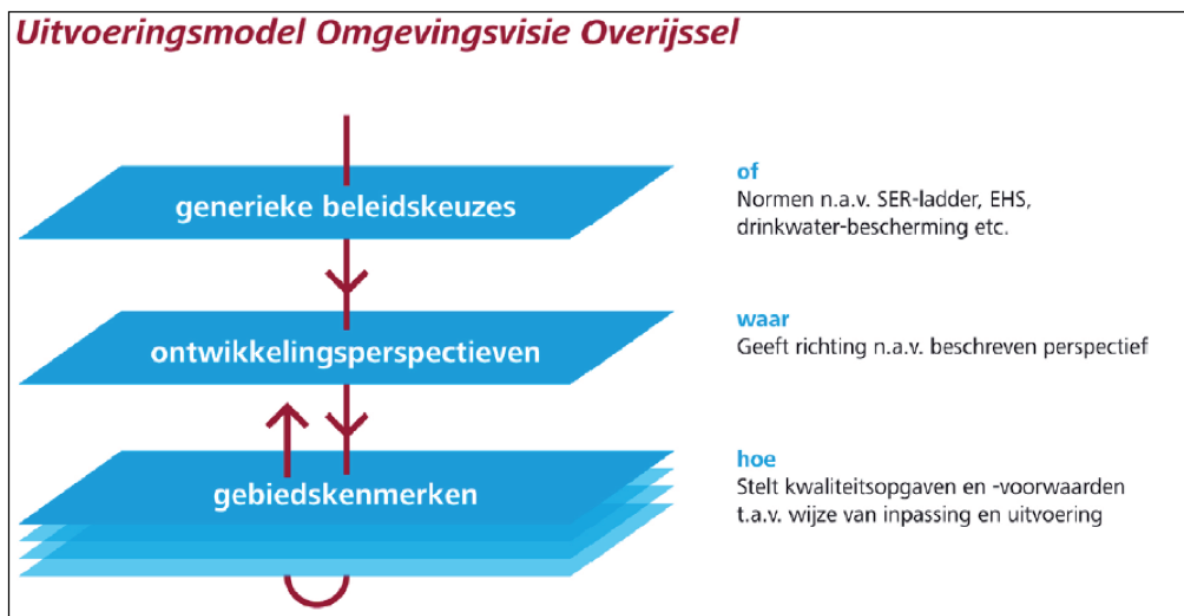 Uitvoeringsmodel Omgevingsvisie Overijssel
generieke beleidskeuzes
of
Normen n.a.v. SER-ladder, EHS,
drinkwater-bescherming etc.
ontwikkelingsperspectieven
waar
Geeft richting n.a.v. beschreven perspectief
gebiedskenmerken
hoe
Stelt kwaliteitsopgaven en -voorwaarden
t.a.v. wijze van inpassing en uitvoering